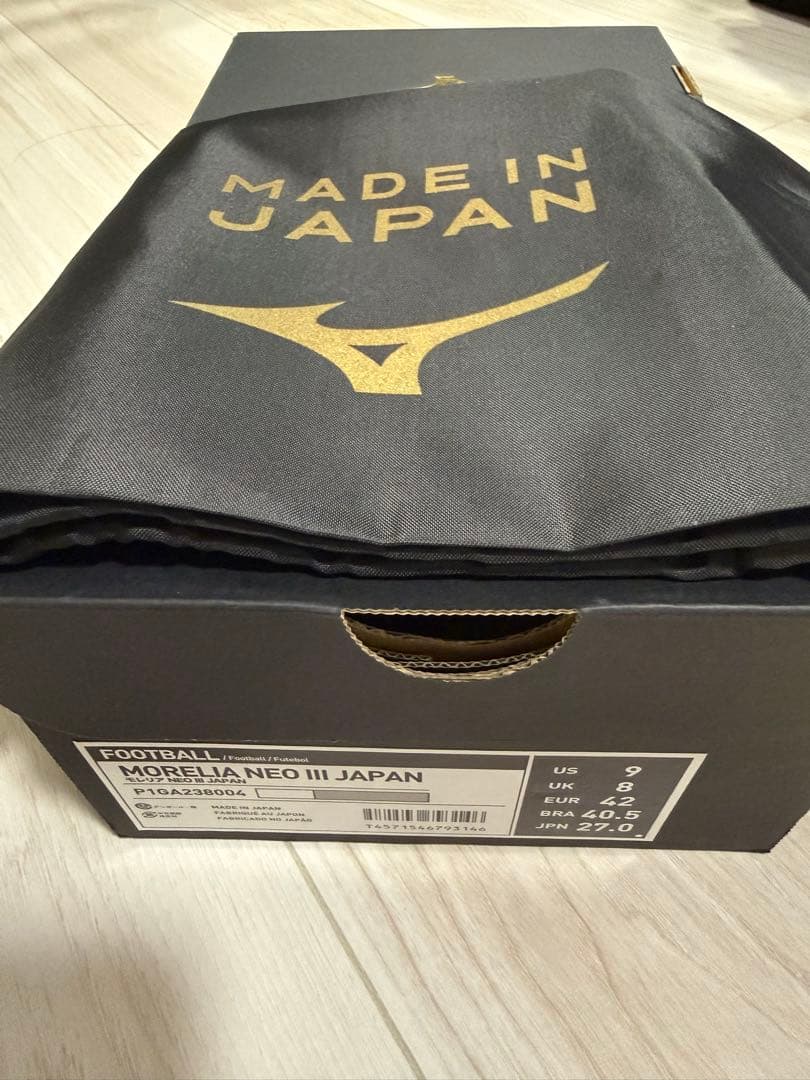 MADE IN
JAPAN
FOOTBALL / Football / Futebol
MORELIA NEO III JAPAN
モレリア NEO III JAPAN
P1GA238004
MADE IN JAPAN
FABRIQUÉ AU JAPON
FABRICADO NO JAPÃO
T4571546793146
US 9
UK 8
EUR 42
BRA 40.5
JPN 27.0